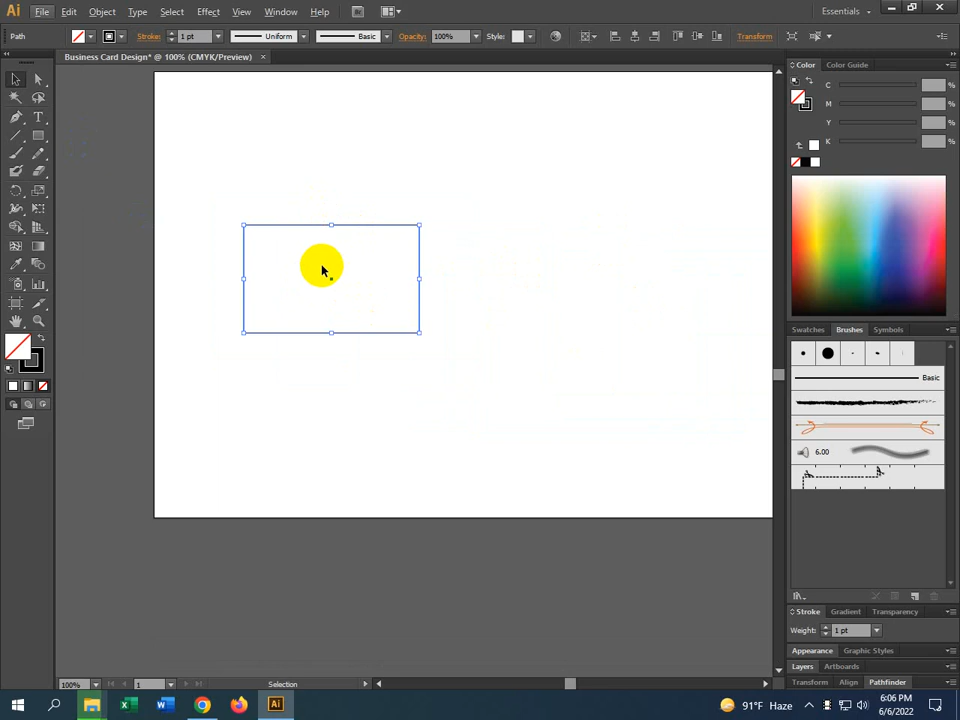 Ai File Edit Object Type Select Effect View Window Help Br Essentials
Path Stroke: 1 pt Uniform Basic Opacity: 100% Style: Transform
Business Card Design* @ 100% (CMYK/Preview) ×
Color Color Guide
C %
M %
Y %
K %
T
Swatches Brushes Symbols
Basic
6.00
Stroke Gradient Transparency
Weight: 1 pt
Appearance Graphic Styles
Layers Artboards
Transform Align Pathfinder
100% 1 Selection
Ai 91°F Haze 6:06 PM
6/6/2022